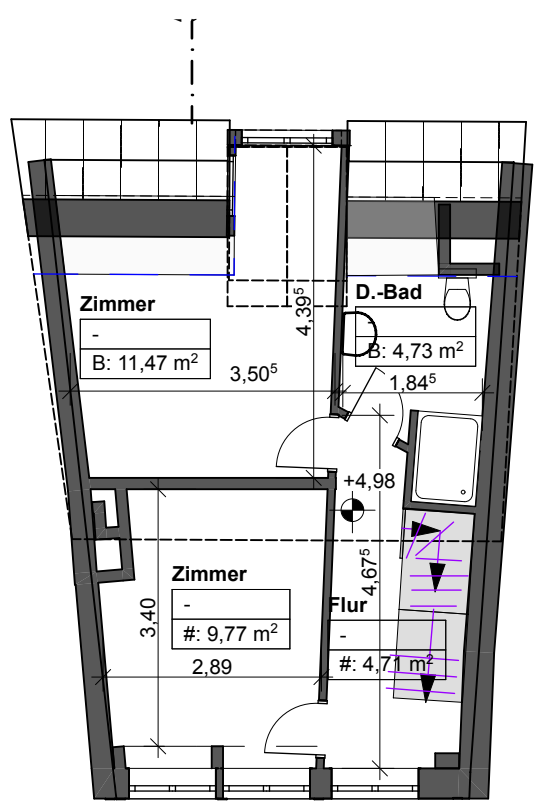 Zimmer
-
B: 11,47 m²
4,39⁵
3,50⁵
D.-Bad
-
B: 4,73 m²
1,84⁵
+4,98
4,67⁵
Zimmer
-
#: 9,77 m²
3,40
2,89
Flur
-
#: 4,71 m²